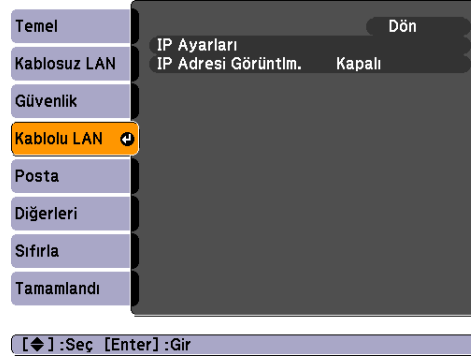 Temel
Kablosuz LAN
Güvenlik
Kablolu LAN
Posta
Diğerleri
Sıfırla
Tamamlandı
Dön
IP Ayarları
IP Adresi Görüntlm. Kapalı
[◆] :Seç [Enter] :Gir